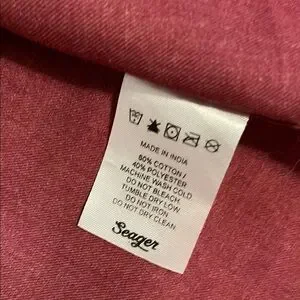 MADE IN INDIA
60% COTTON /
40% POLYESTER
MACHINE WASH COLD
DO NOT BLEACH
TUMBLE DRY LOW
DO NOT IRON
DO NOT DRY CLEAN
Seager